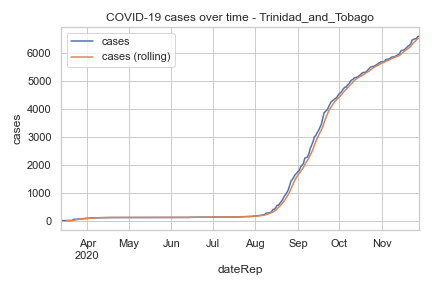 COVID-19 cases over time - Trinidad_and_Tobago
cases
cases (rolling)
cases
6000
5000
4000
3000
2000
1000
0
Apr
2020
May
Jun
Jul
Aug
Sep
Oct
Nov
dateRep